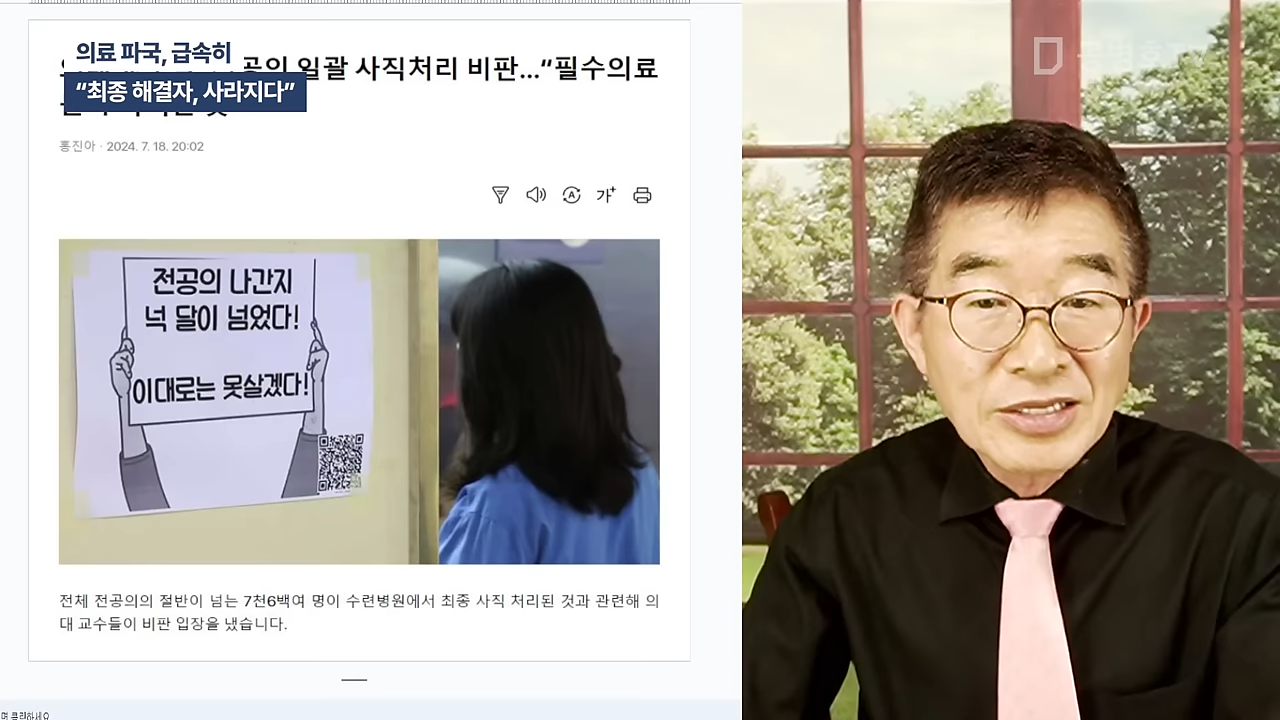 의료 파국, 급속히
공의 일괄 사직처리 비판…“필수의료
“최종 해결자, 사라지다”
홍진아 · 2024. 7. 18. 20:02
가+
전공의 나간지
넉 달이 넘었다!
이대로는 못살겠다!
전체 전공의의 절반이 넘는 7천6백여 명이 수련병원에서 최종 사직 처리된 것과 관련해 의
대 교수들이 비판 입장을 냈습니다.